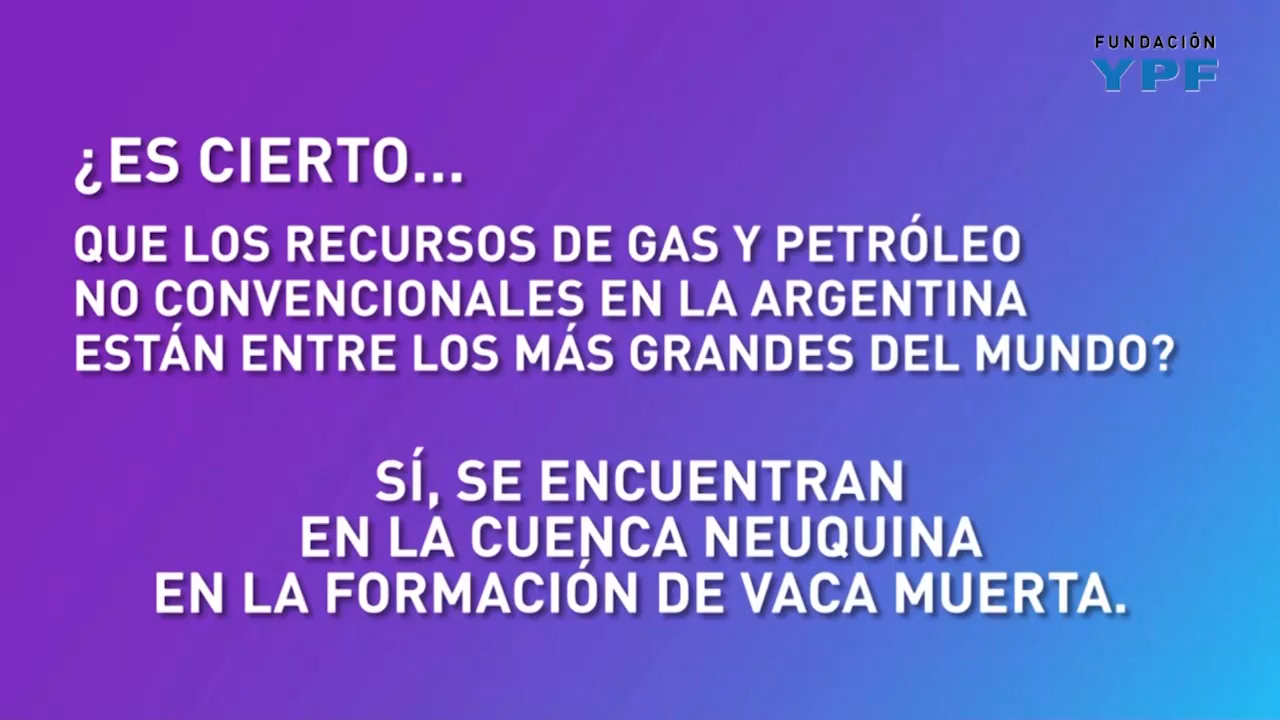 FUNDACIÓN
YPF
¿ES CIERTO...
QUE LOS RECURSOS DE GAS Y PETRÓLEO
NO CONVENCIONALES EN LA ARGENTINA
ESTÁN ENTRE LOS MÁS GRANDES DEL MUNDO?
SÍ, SE ENCUENTRAN
EN LA CUENCA NEUQUINA
EN LA FORMACIÓN DE VACA MUERTA.